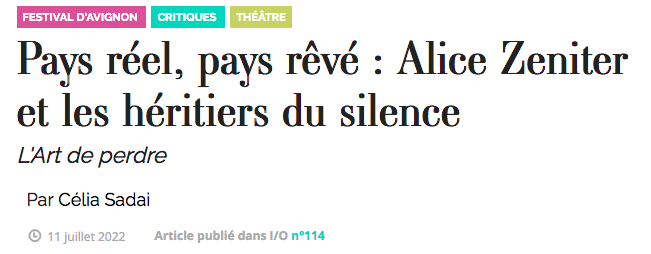 FESTIVAL D'AVIGNON CRITIQUES THÉÂTRE
Pays réel, pays rêvé : Alice Zeniter
et les héritiers du silence
L'Art de perdre
Par Célia Sadai
11 juillet 2022 Article publié dans I/O n°114